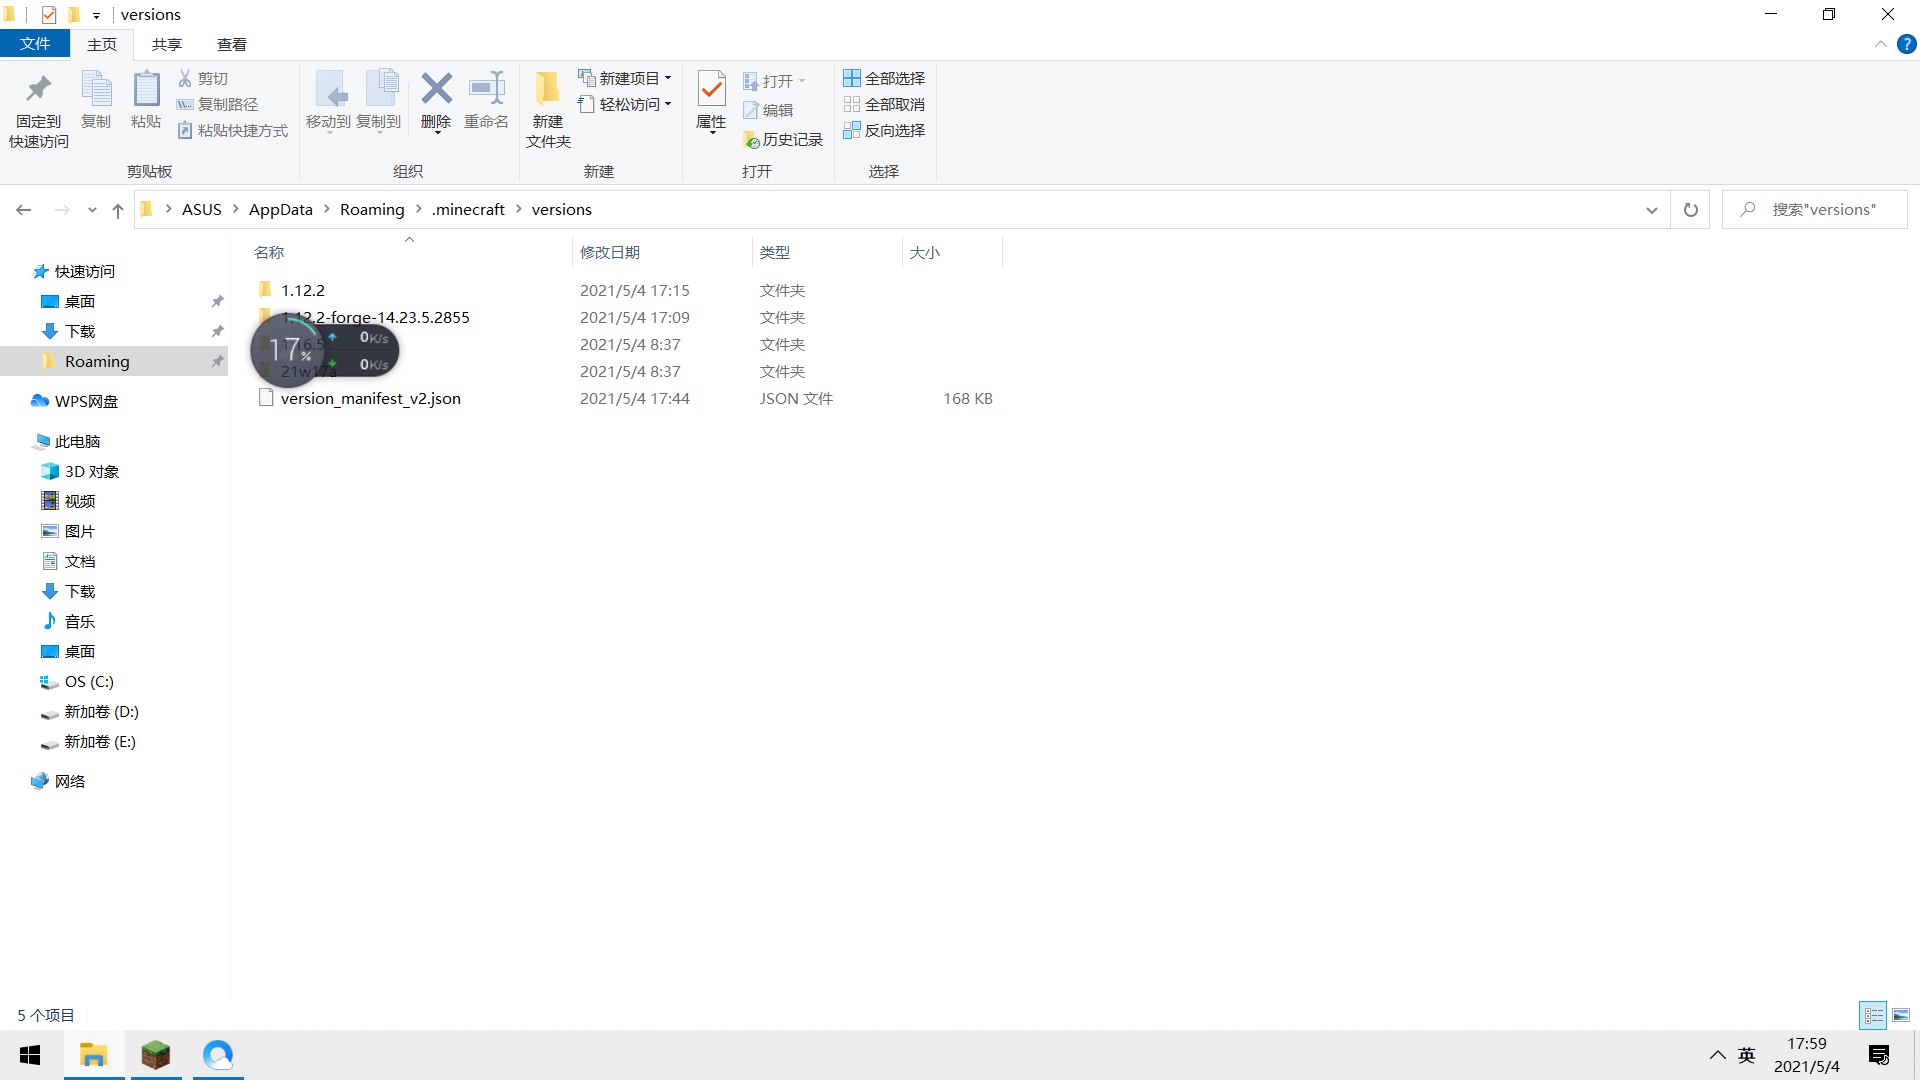 versions
文件 主页 共享 查看
固定到
快速访问
复制
粘贴
剪切
复制路径
粘贴快捷方式
剪贴板
移动到
复制到
删除
重命名
组织
新建
文件夹
新建项目
轻松访问
新建
属性
打开
编辑
历史记录
打开
全部选择
全部取消
反向选择
选择
ASUS
AppData
Roaming
.minecraft
versions
搜索"versions"
名称 修改日期 类型 大小
1.12.2 2021/5/4 17:15 文件夹
1.12.2-forge-14.23.5.2855 2021/5/4 17:09 文件夹
1.16.5 2021/5/4 8:37 文件夹
21w17a 2021/5/4 8:37 文件夹
version_manifest_v2.json 2021/5/4 17:44 JSON 文件 168 KB
17%
0K/s
0K/s
快速访问
桌面
下载
Roaming
WPS网盘
此电脑
3D 对象
视频
图片
文档
下载
音乐
桌面
OS (C:)
新加卷 (D:)
新加卷 (E:)
网络
5 个项目
英
17:59
2021/5/4